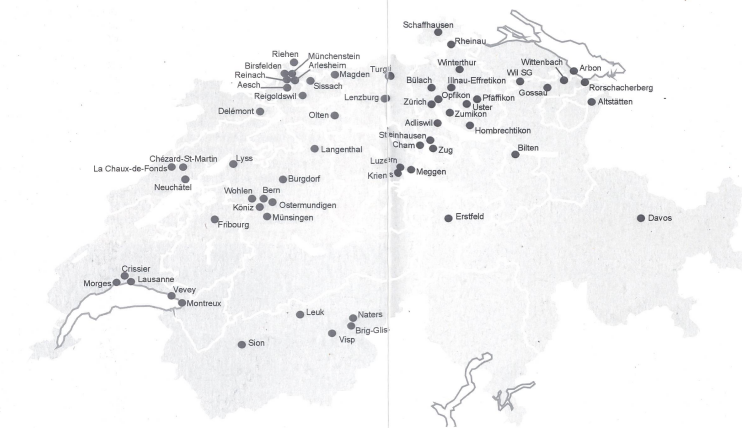 Schaffhausen
Rheinau
Riehen
Münchenstein
Birsfelden
Arlesheim
Reinach
Aesch
Magden
Sissach
Reigoldswil
Turgi
Winterthur
Wittenbach
Arbon
Bülach
Illnau-Effretikon
Wil SG
Gossau
Rorschacherberg
Lenzburg
Opfikon
Pfäffikon
Altstätten
Zürich
Uster
Delémont
Olten
Zumikon
Adliswil
Hombrechtikon
Steinhausen
Cham
Zug
Bilten
Langenthal
Chézard-St-Martin
Lyss
La Chaux-de-Fonds
Luzern
Meggen
Kriens
Neuchâtel
Burgdorf
Wohlen
Bern
Ostermundigen
Köniz
Münsingen
Fribourg
Erstfeld
Davos
Crissier
Morges
Lausanne
Vevey
Montreux
Leuk
Naters
Brig-Glis
Visp
Sion